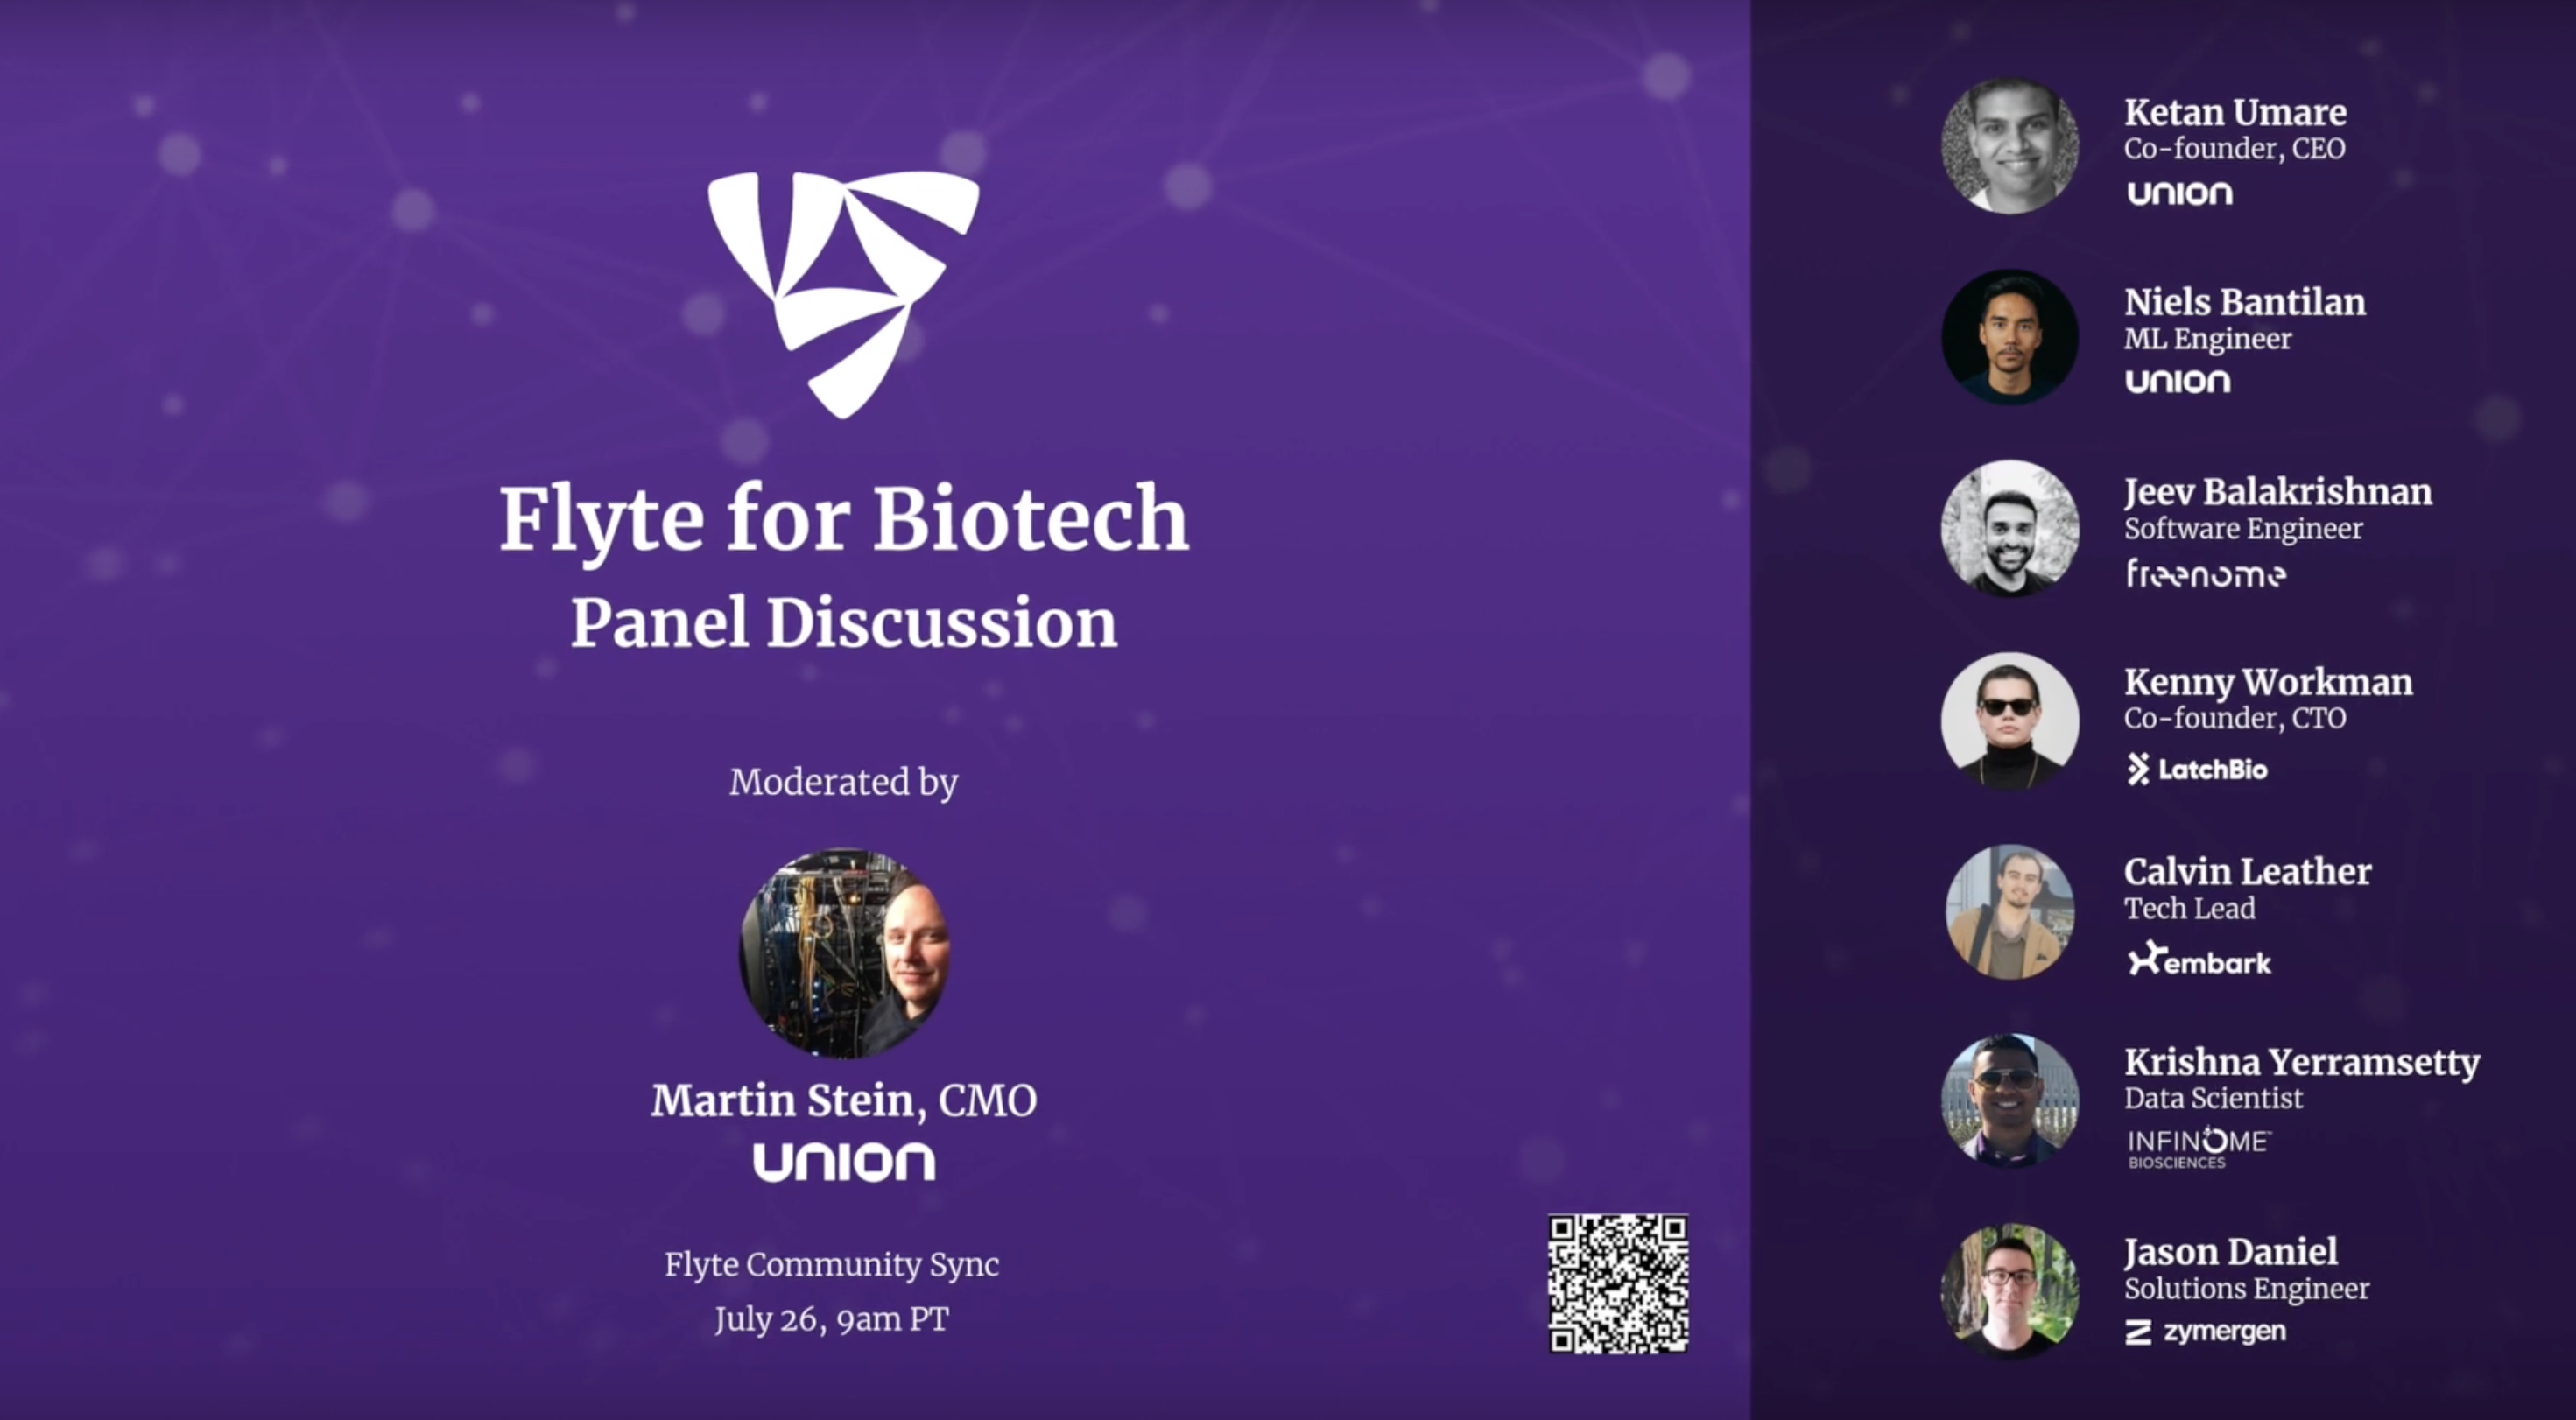 Flyte for Biotech
Panel Discussion
Moderated by
Martin Stein, CMO
UNION
Flyte Community Sync
July 26, 9am PT
Ketan Umare
Co-founder, CEO
UNION
Niels Bantilan
ML Engineer
UNION
Jeev Balakrishnan
Software Engineer
freenome
Kenny Workman
Co-founder, CTO
LatchBio
Calvin Leather
Tech Lead
embark
Krishna Yerramsetty
Data Scientist
INFINOME™
BIOSCIENCES
Jason Daniel
Solutions Engineer
zymergen